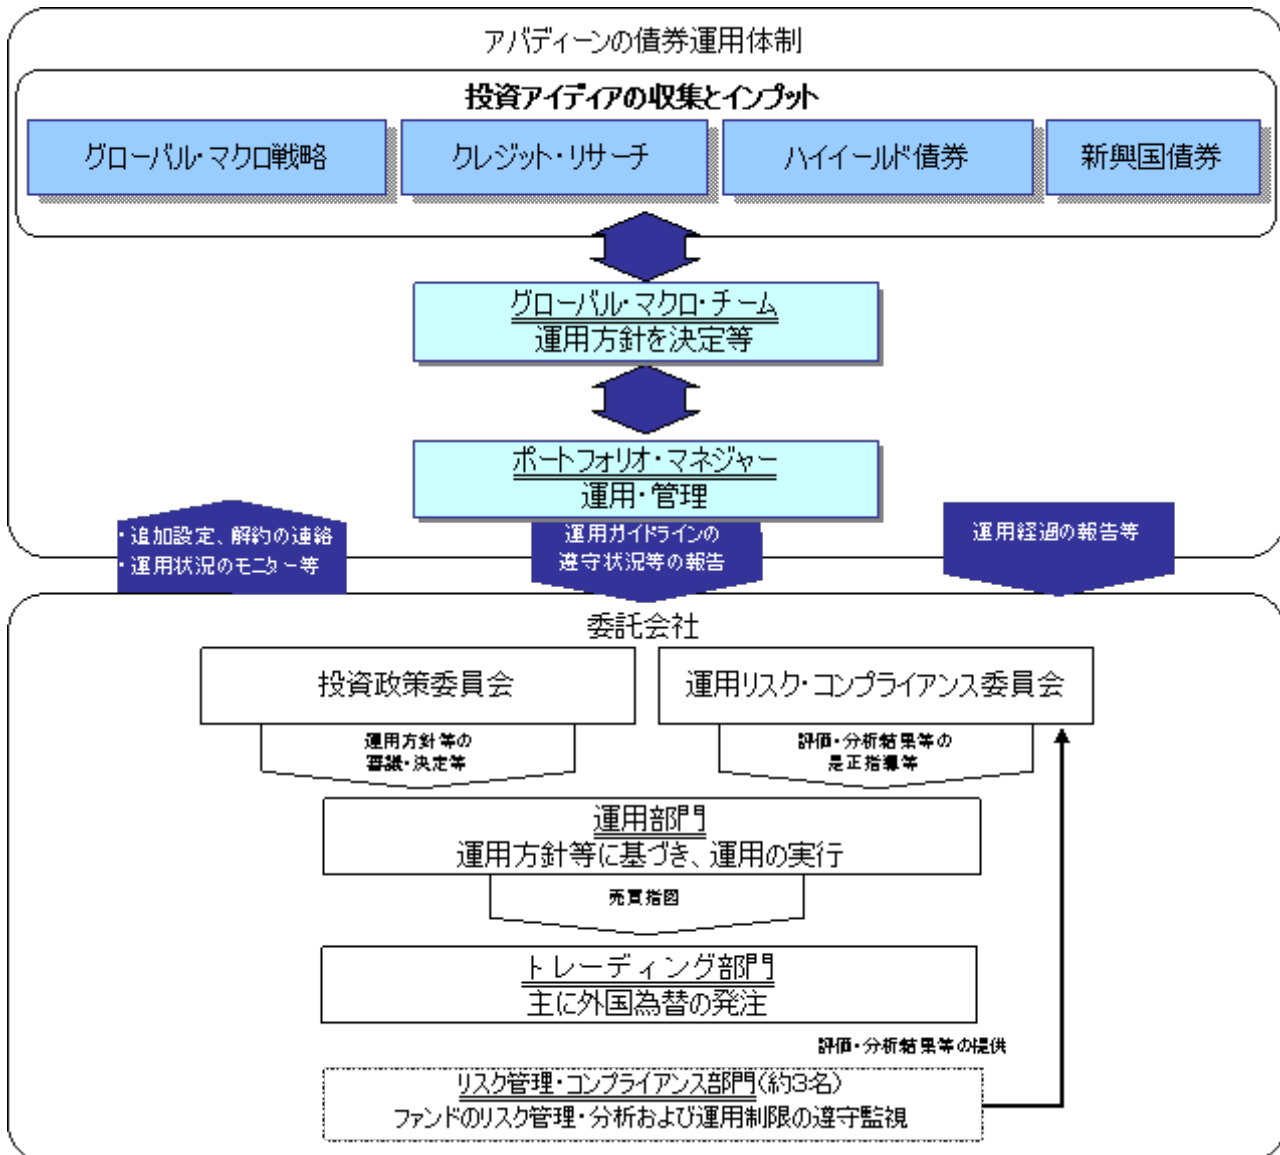 アバディーンの債券運用体制
投資アイディアの収集とインプット
グローバル・マクロ戦略
クレジット・リサーチ
ハイイールド債券
新興国債券
グローバル・マクロ・チーム
運用方針を決定等
ポートフォリオ・マネジャー
運用・管理
・追加設定、解約の連絡
・運用状況のモニター等
運用ガイドラインの
遵守状況等の報告
運用経過の報告等
委託会社
投資政策委員会
運用リスク・コンプライアンス委員会
運用方針等の
審議・決定等
評価・分析結果等の
是正指導等
運用部門
運用方針等に基づき、運用の実行
売買指図
トレーディング部門
主に外国為替の発注
評価・分析結果等の提供
リスク管理・コンプライアンス部門(約3名)
ファンドのリスク管理・分析および運用制限の遵守監視